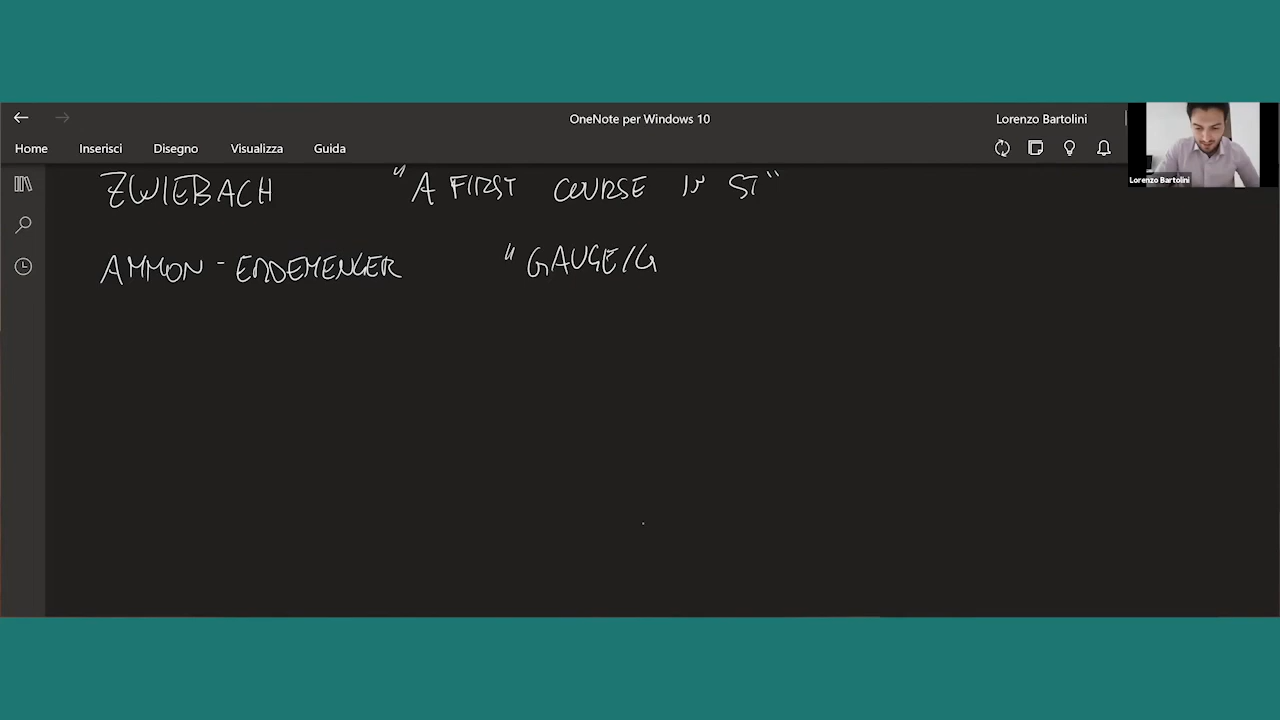 OneNote per Windows 10
Lorenzo Bartolini
Home Inserisci Disegno Visualizza Guida
Lorenzo Bartolini
ZWIEBACH "A FIRST COURSE IN ST"
AMMON - ERDEMENGER "GAUGE/G